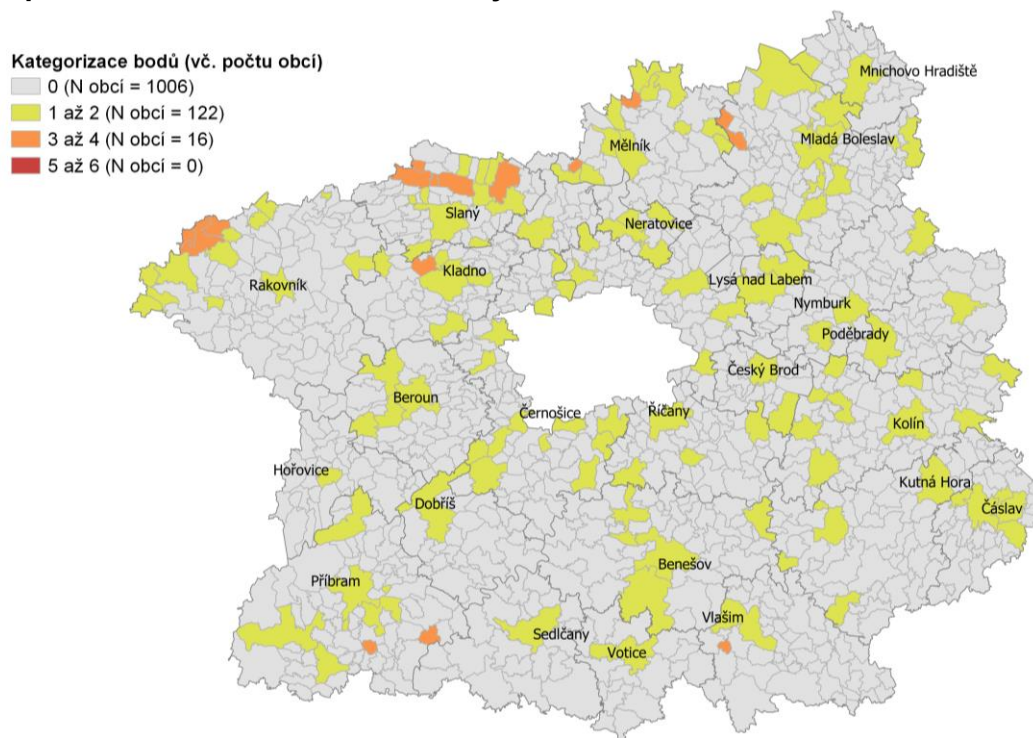 Kategorizace bodů (vč. počtu obcí)
0 (N obcí = 1006)
1 až 2 (N obcí = 122)
3 až 4 (N obcí = 16)
5 až 6 (N obcí = 0)
Mnichovo Hradiště
Mladá Boleslav
Mělník
Slaný
Neratovice
Rakovník
Kladno
Lysá nad Labem
Nymburk
Poděbrady
Český Brod
Beroun
Černošice
Říčany
Kolín
Hořovice
Kutná Hora
Dobříš
Čáslav
Benešov
Příbram
Vlašim
Sedlčany
Votice